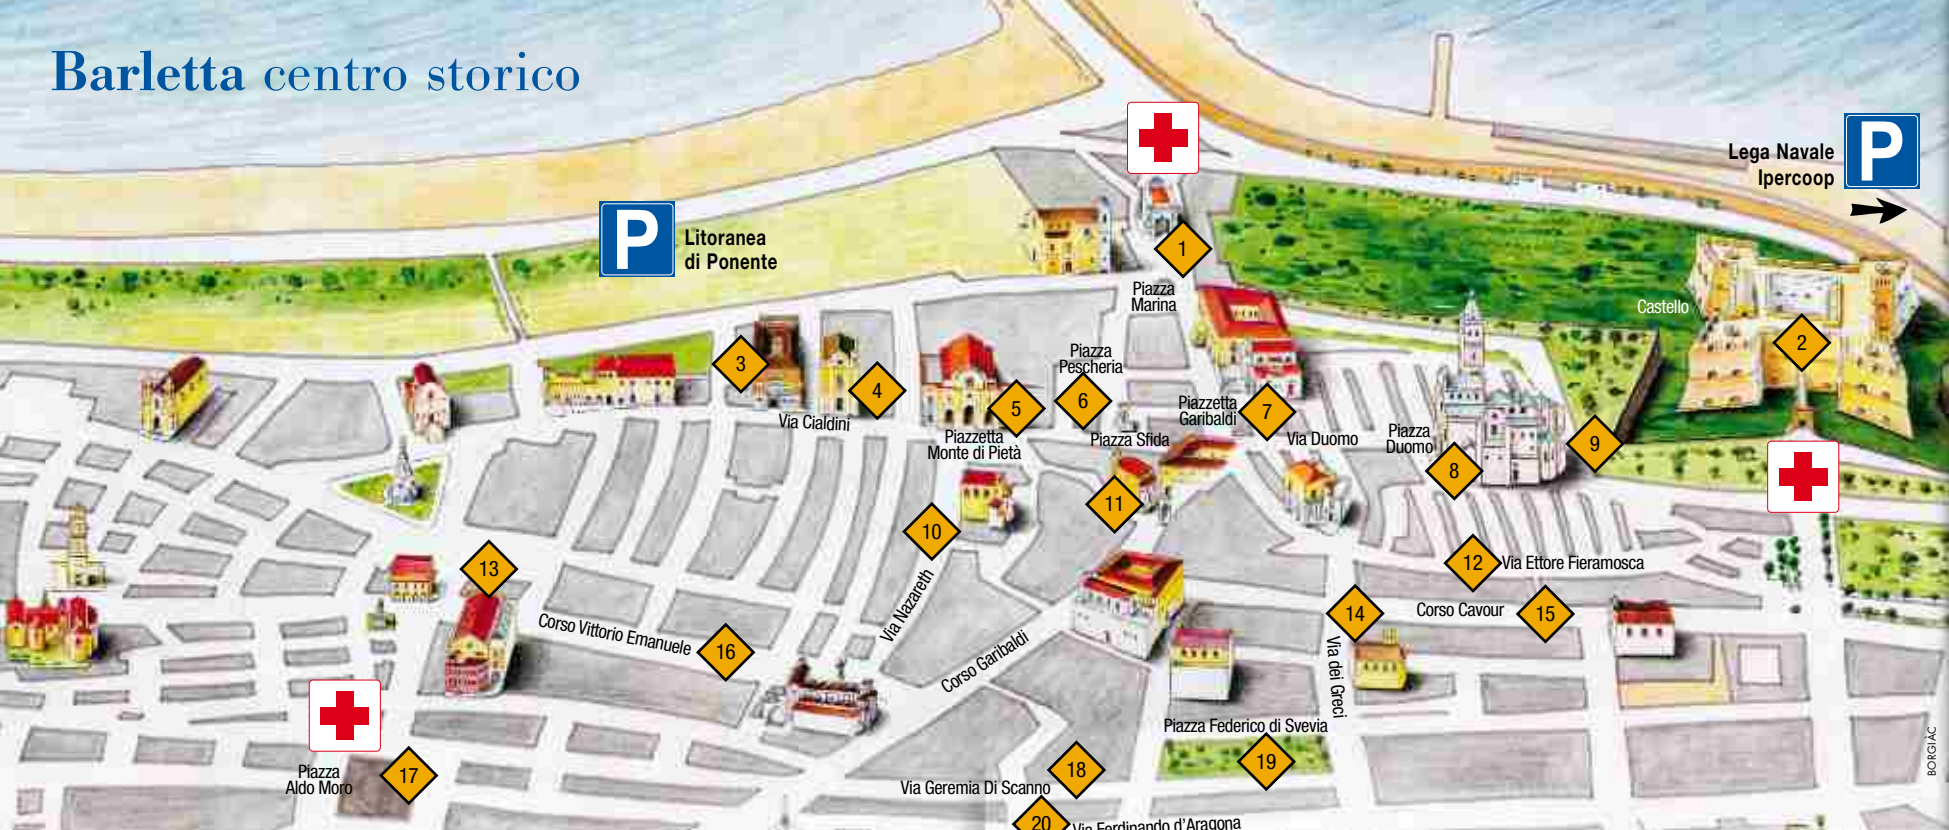 Barletta centro storico
P
Lega Navale
Ipercoop
P
Litoranea
di Ponente
1
Piazza
Marina
Castello
2
3
4
Via Cialdini
5
Piazzetta
Monte di Pietà
Piazza
Pescheria
6
Piazza Sfida
Piazzetta
Garibaldi
7
Via Duomo
Piazza
Duomo
8
9
10
11
12
Via Ettore Fieramosca
13
Via Nazareth
Corso Vittorio Emanuele
16
Corso Garibaldi
14
Via dei Greci
Corso Cavour
15
Piazza
Aldo Moro
17
Piazza Federico di Svevia
19
Via Geremia Di Scanno
18
20
Via Ferdinando d'Aragona
BORGIÀC